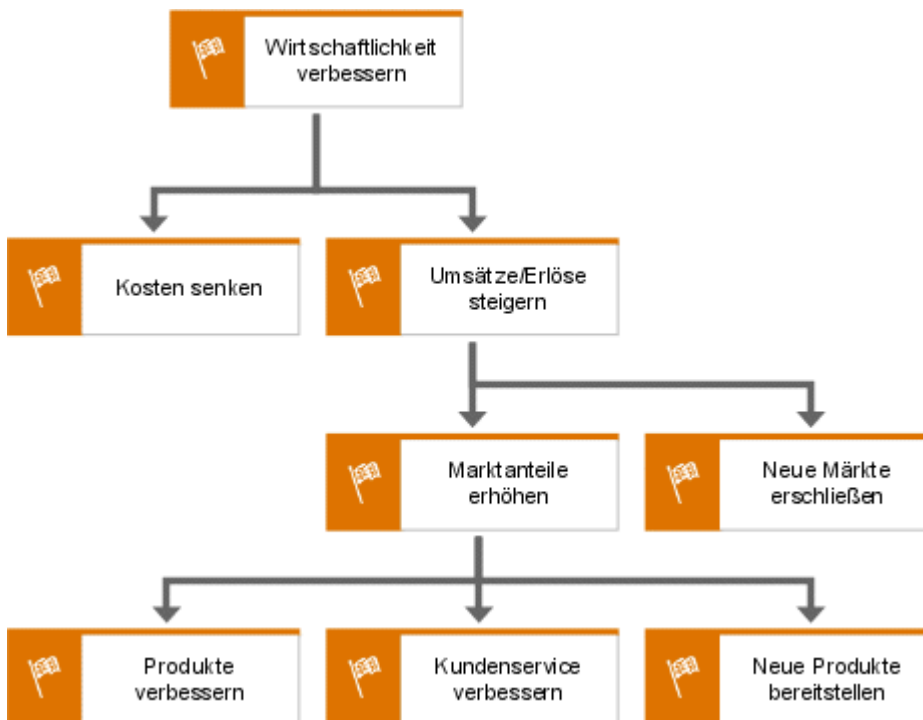 Wirtschaftlichkeit
verbessern
Kosten senken
Umsätze/Erlöse
steigern
Marktanteile
erhöhen
Neue Märkte
erschließen
Produkte
verbessern
Kundenservice
verbessern
Neue Produkte
bereitstellen